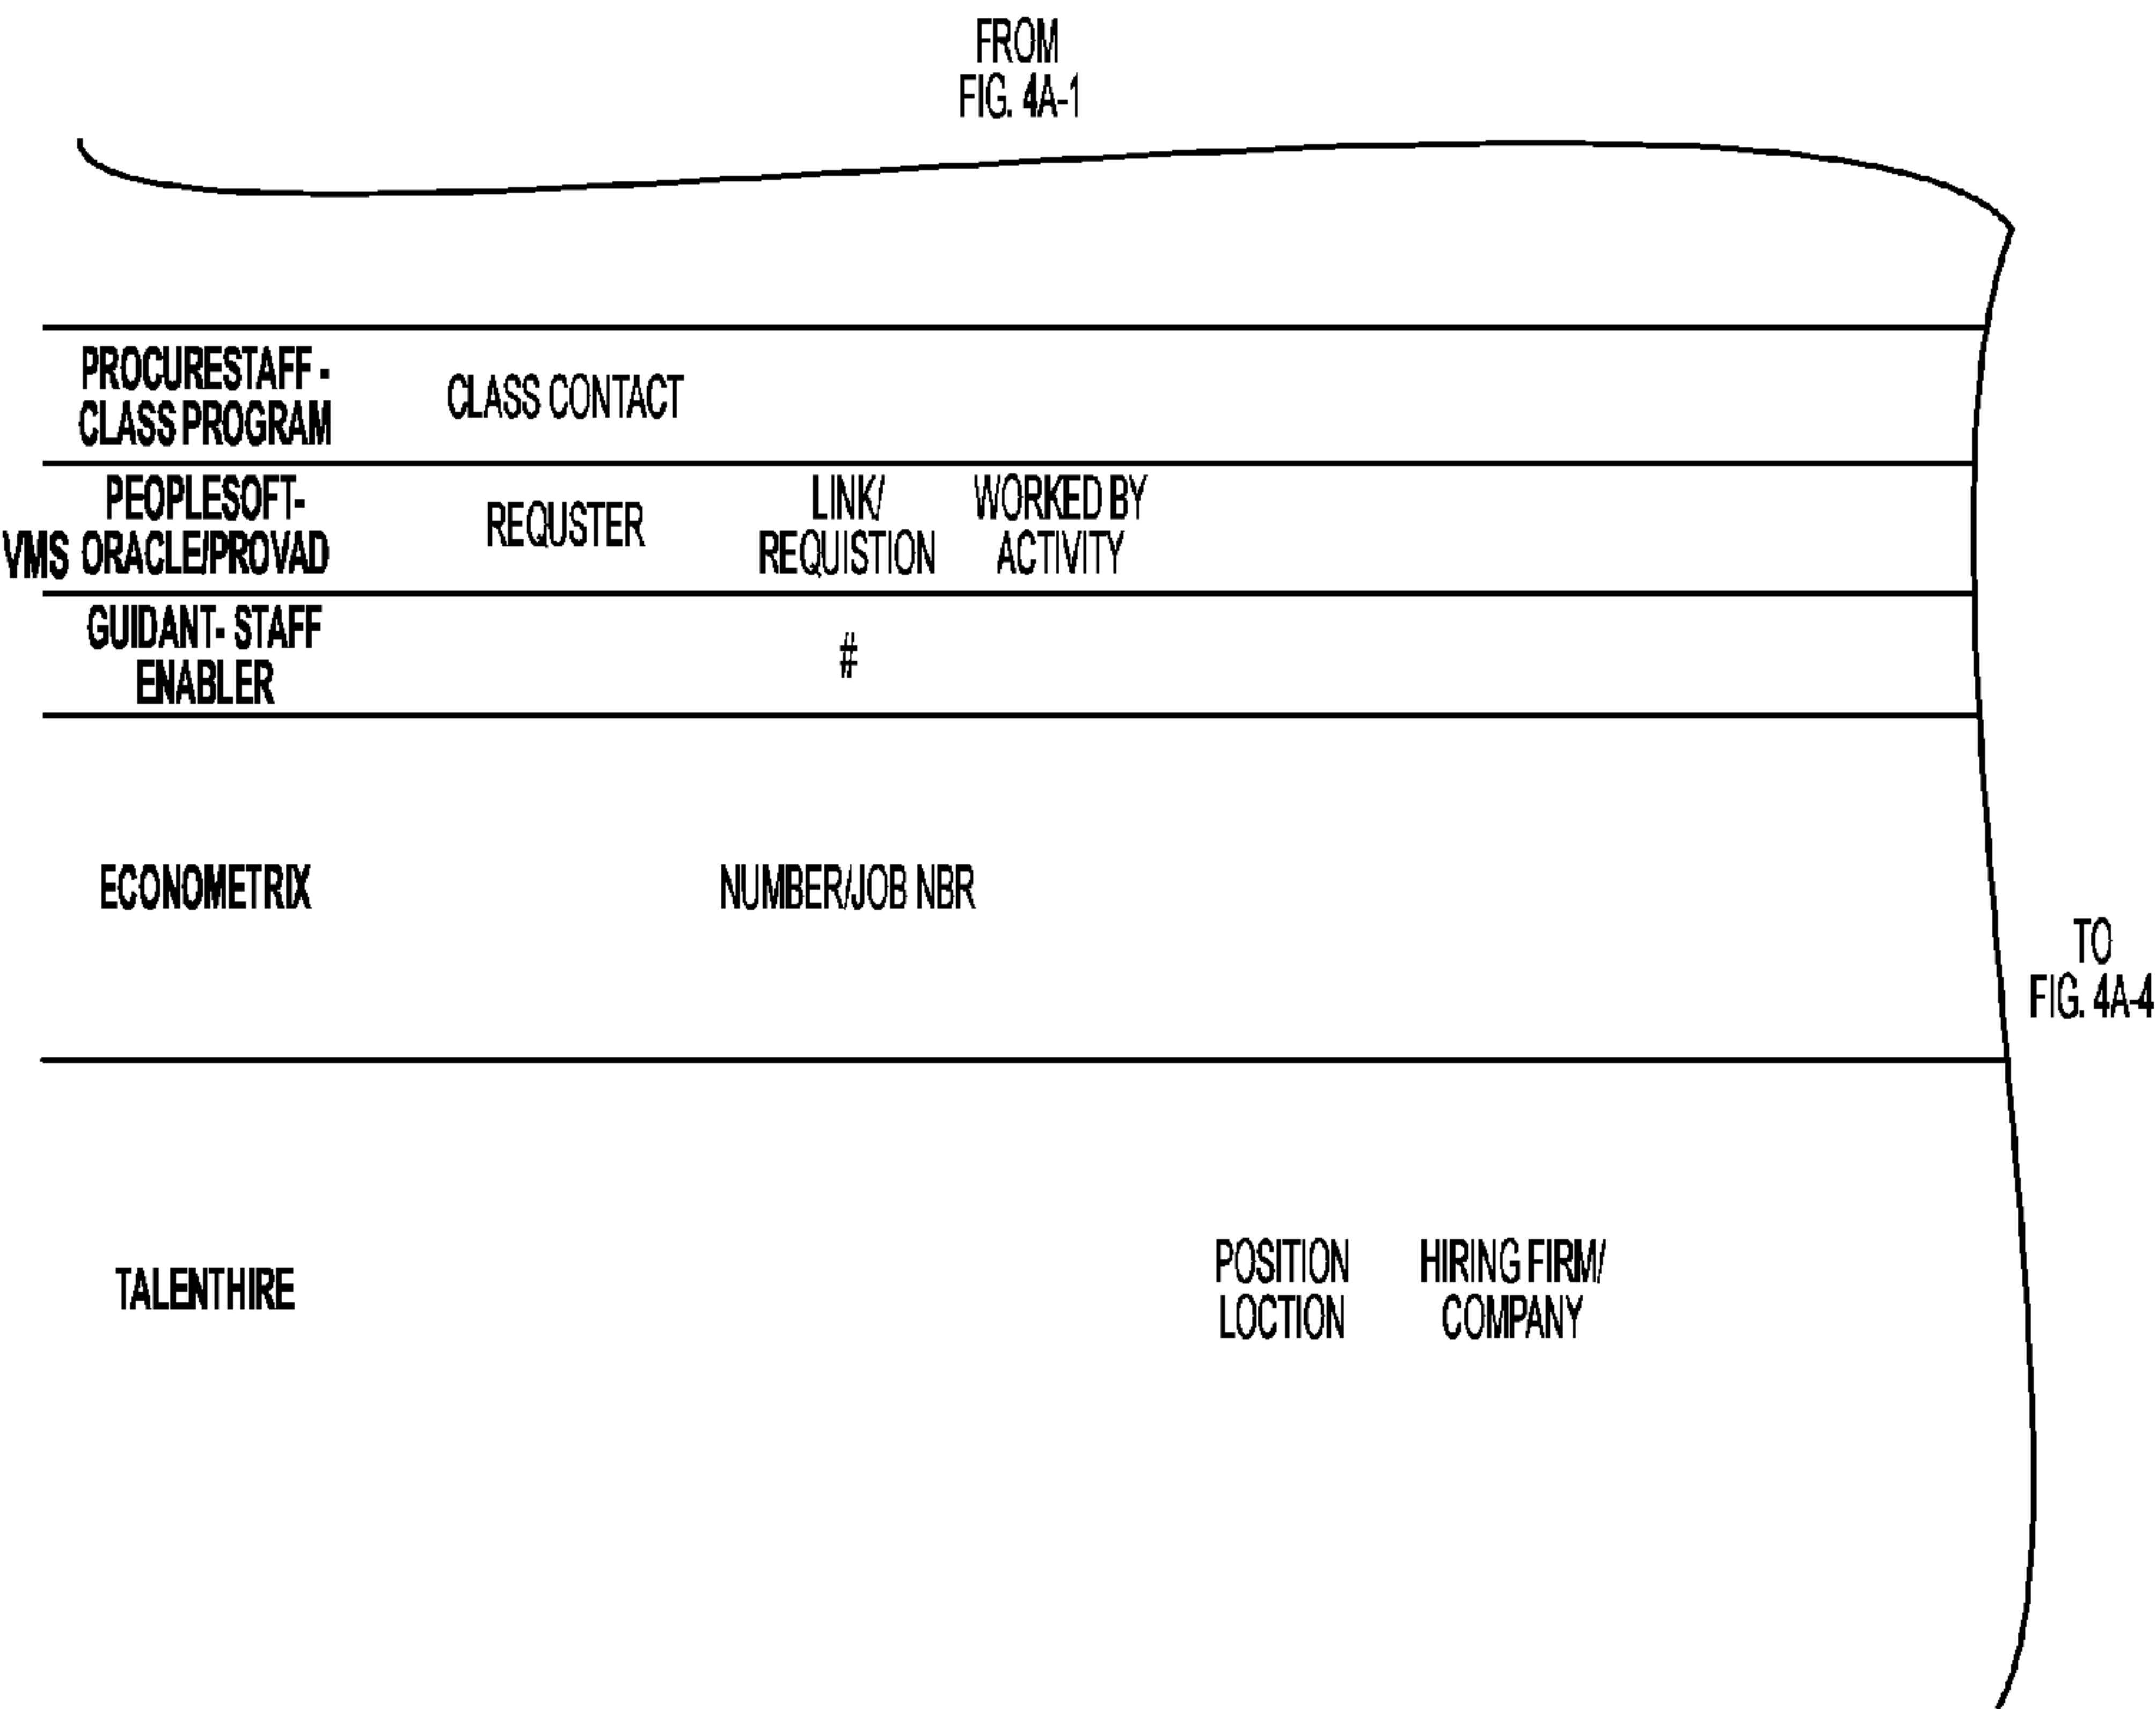 FROM
FIG. 4A-1
PROCURESTAFF -
CLASS PROGRAM
CLASS CONTACT
PEOPLESOFT-
VMS ORACLE/PROVAD
REQUSTER
LINK/
REQUISTION
WORKED BY
ACTIVITY
GUIDANT- STAFF
ENABLER
#
ECONOMETRIX
NUMBER/JOB NBR
TO
FIG. 4A-4
TALENTHIRE
POSITION
LOCTION
HIRING FIRM/
COMPANY